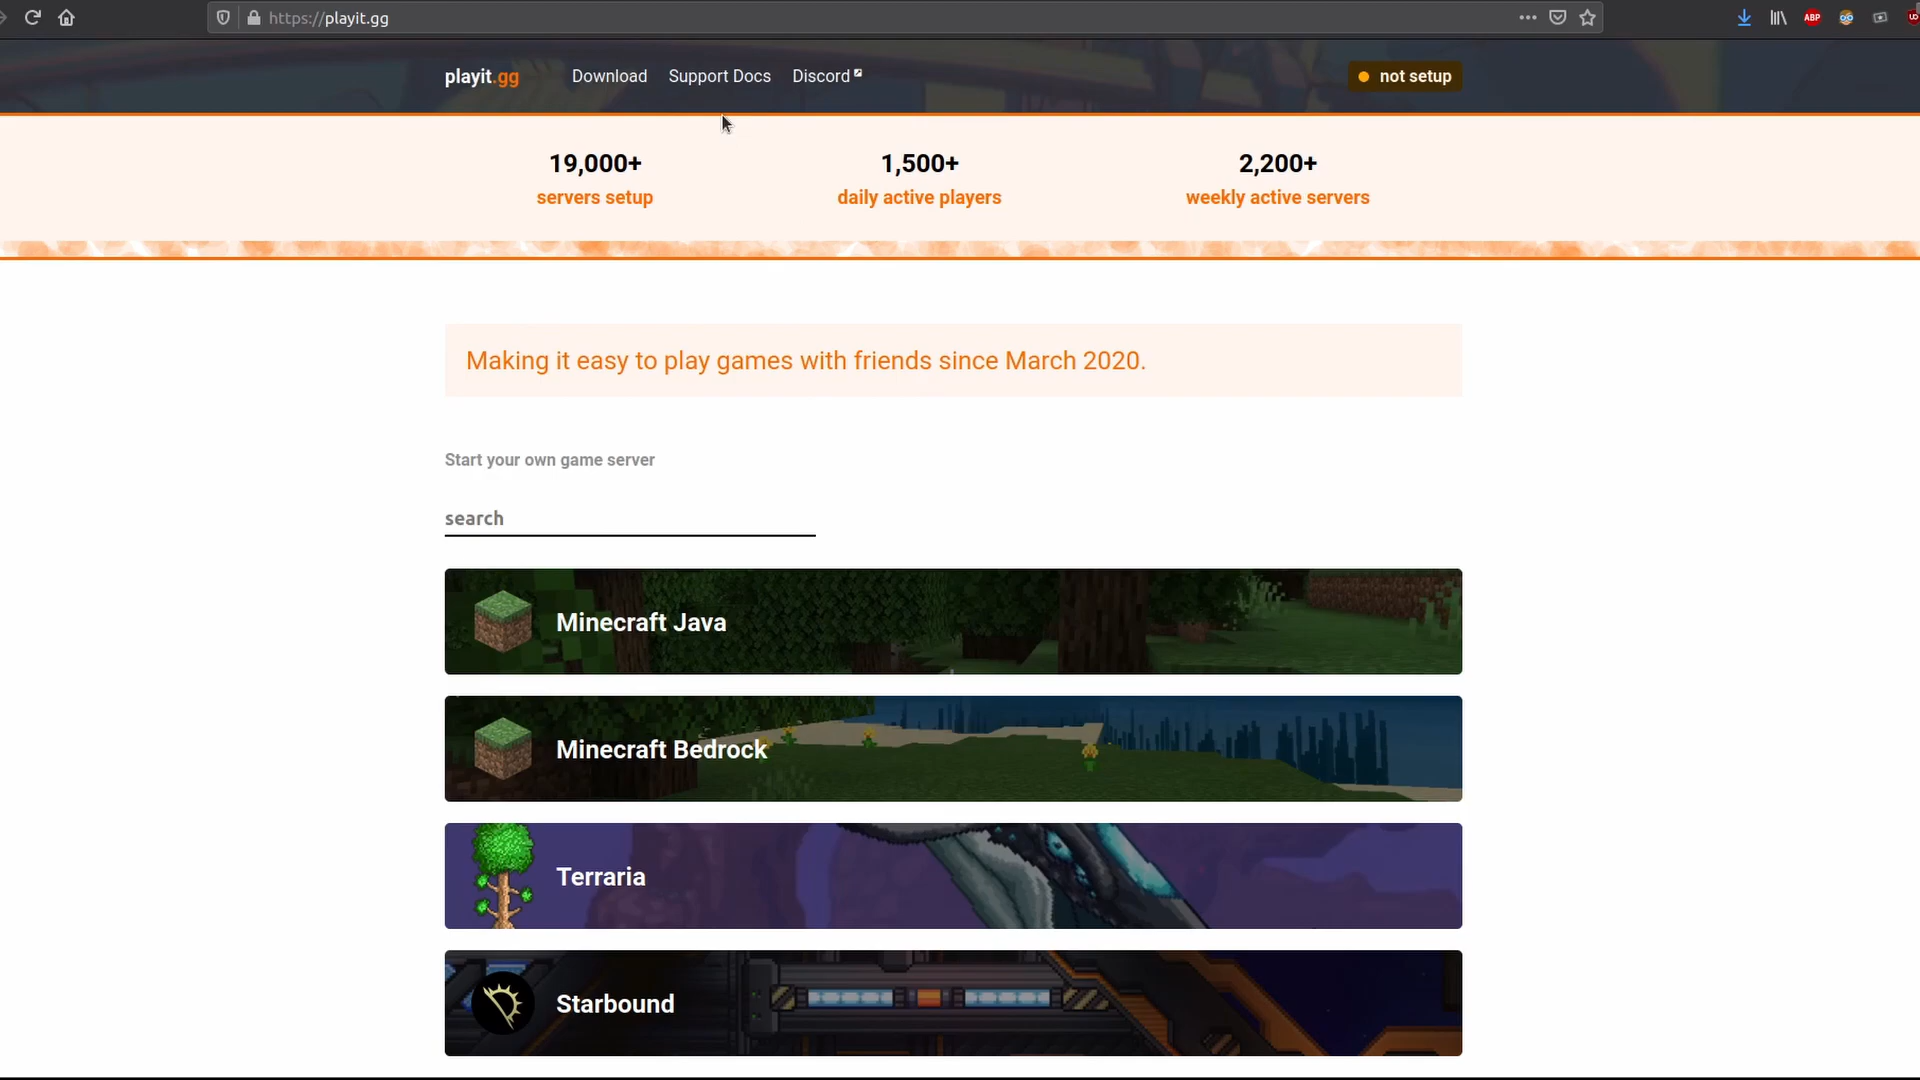 https://playit.gg
ABP
playit.gg
Download
Support Docs
Discord
not setup
19,000+
servers setup
1,500+
daily active players
2,200+
weekly active servers
Making it easy to play games with friends since March 2020.
Start your own game server
search
Minecraft Java
Minecraft Bedrock
Terraria
Starbound